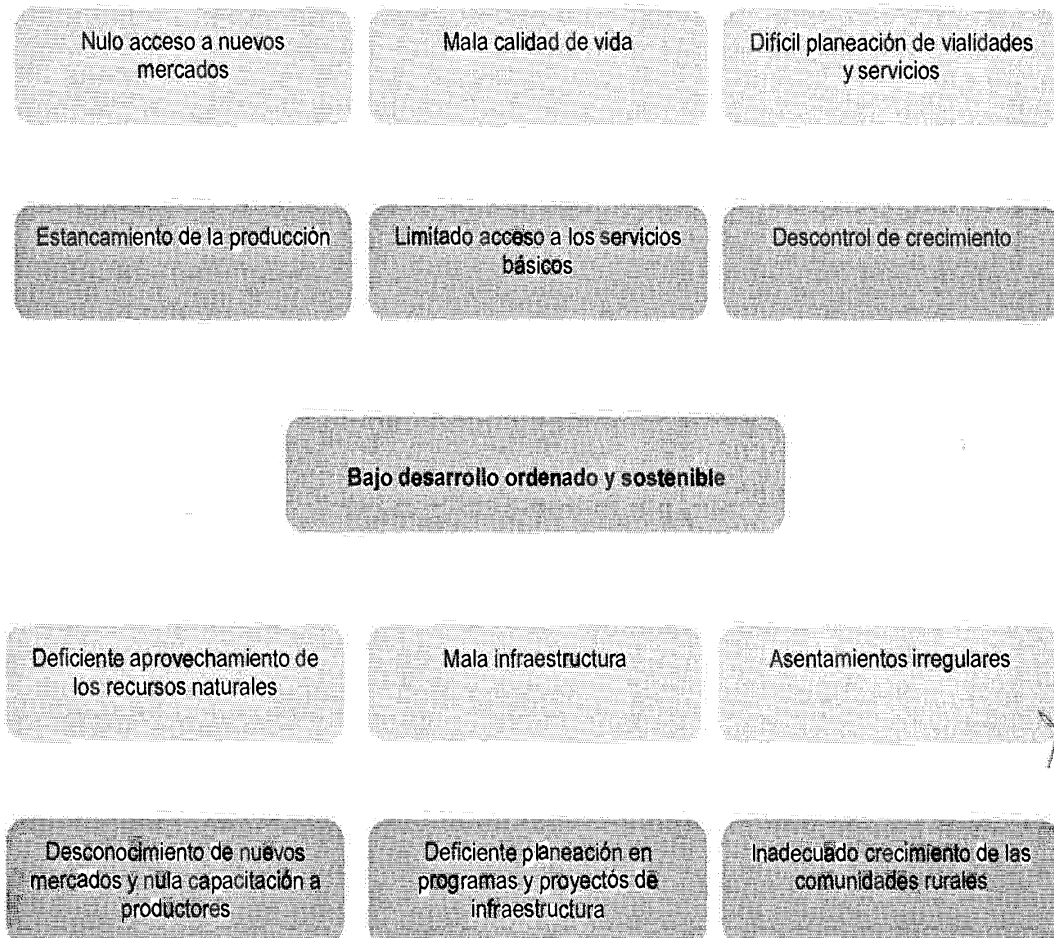 Nulo acceso a nuevos
mercados
Mala calidad de vida
Difícil planeación de vialidades
y servicios
Estancamiento de la producción
Limitado acceso a los servicios
básicos
Descontrol de crecimiento
Bajo desarrollo ordenado y sostenible
Deficiente aprovechamiento de
los recursos naturales
Mala infraestructura
Asentamientos irregulares
Desconocimiento de nuevos
mercados y nula capacitación a
productores
Deficiente planeación en
programas y proyectos de
infraestructura
Inadecuado crecimiento de las
comunidades rurales